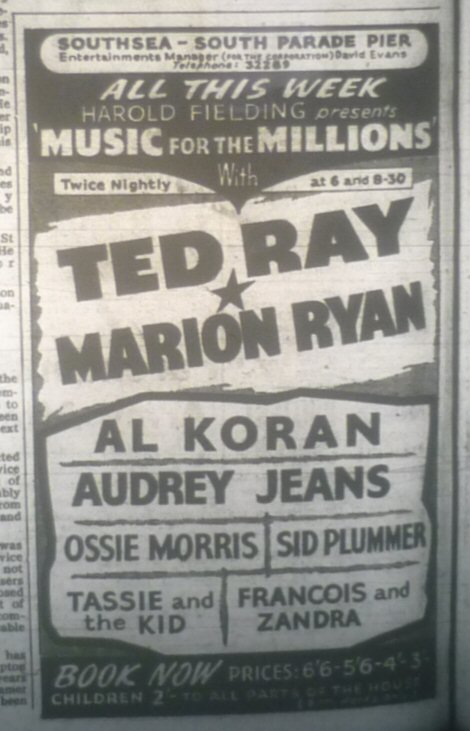 SOUTHSEA - SOUTH PARADE PIER
Entertainments Manager (FOR THE CORPORATION) David Evans
Telephone: 32289
ALL THIS WEEK
HAROLD FIELDING presents
'MUSIC FOR THE MILLIONS'
With
Twice Nightly at 6 and 8-30
TED RAY
MARION RYAN
AL KORAN
AUDREY JEANS
OSSIE MORRIS SID PLUMMER
TASSIE and the KID
FRANCOIS and ZANDRA
BOOK NOW PRICES: 6'6-5'6-4'-3'-
CHILDREN 2'- TO ALL PARTS OF THE HOUSE